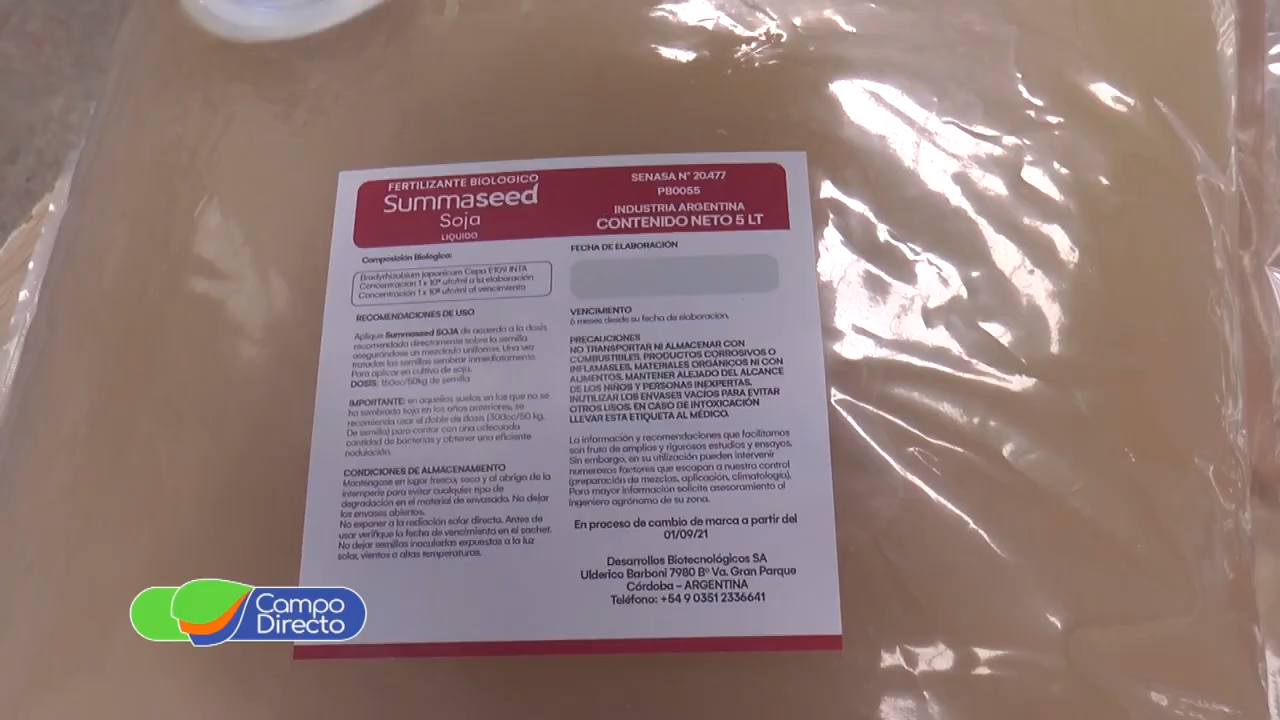 FERTILIZANTE BIOLOGICO
Summaseed
Soja
LIQUIDO
SENASA N° 20.477
PB0055
INDUSTRIA ARGENTINA
CONTENIDO NETO 5 LT
Composición Biologica:
Bradyrhizobium japonicum Cepa E109 INTA
Concentración 1 x 10⁹ ufc/ml a la elaboración
Concentración 1 x 10⁸ ufc/ml al vencimiento
RECOMENDACIONES DE USO
Aplique Summaseed SOJA de acuerdo a la dosis
recomendada directamente sobre la semilla
asegurándose un mezclado uniforme. Una vez
tratadas las semillas sembrar inmediatamente.
Para aplicar en cultivo de soja.
DOSIS: 150cc/50kg de semilla
IMPORTANTE: en aquellos suelos en los que no se
ha sembrado soja en los años anteriores, se
recomienda usar el doble de dosis (300cc/50 kg.
De semilla) para contar con una adecuada
cantidad de bacterias y obtener una eficiente
nodulación.
CONDICIONES DE ALMACENAMIENTO
Mantengase en lugar fresco, seco y al abrigo de la
intemperie para evitar cualquier tipo de
degradación en el material de envasado. No dejar
los envases abiertos.
No exponer a la radiación solar directa. Antes de
usar verifique la fecha de vencimiento en el sachet.
No dejar semillas inoculadas expuestas a la luz
solar, vientos o altas temperaturas.
FECHA DE ELABORACIÓN
VENCIMIENTO
6 meses desde su fecha de elaboración.
PRECAUCIONES
NO TRANSPORTAR NI ALMACENAR CON
COMBUSTIBLES, PRODUCTOS CORROSIVOS O
INFLAMABLES, MATERIALES ORGÁNICOS NI CON
ALIMENTOS. MANTENER ALEJADO DEL ALCANCE
DE LOS NIÑOS Y PERSONAS INEXPERTAS.
INUTILIZAR LOS ENVASES VACÍOS PARA EVITAR
OTROS USOS. EN CASO DE INTOXICACIÓN
LLEVAR ESTA ETIQUETA AL MÉDICO.
La información y recomendaciones que facilitamos
son fruto de amplios y rigurosos estudios y ensayos.
Sin embargo, en su utilización pueden intervenir
numerosos factores que escapan a nuestro control
(preparación de mezclas, aplicación, climatología).
Para mayor información solicite asesoramiento al
ingeniero agrónomo de su zona.
En proceso de cambio de marca a partir del
01/09/21
Desarrollos Biotecnológicos SA
Ulderico Barboni 7980 Bº Va. Gran Parque
Córdoba – ARGENTINA
Teléfono: +54 9 0351 2336641
Campo
Directo